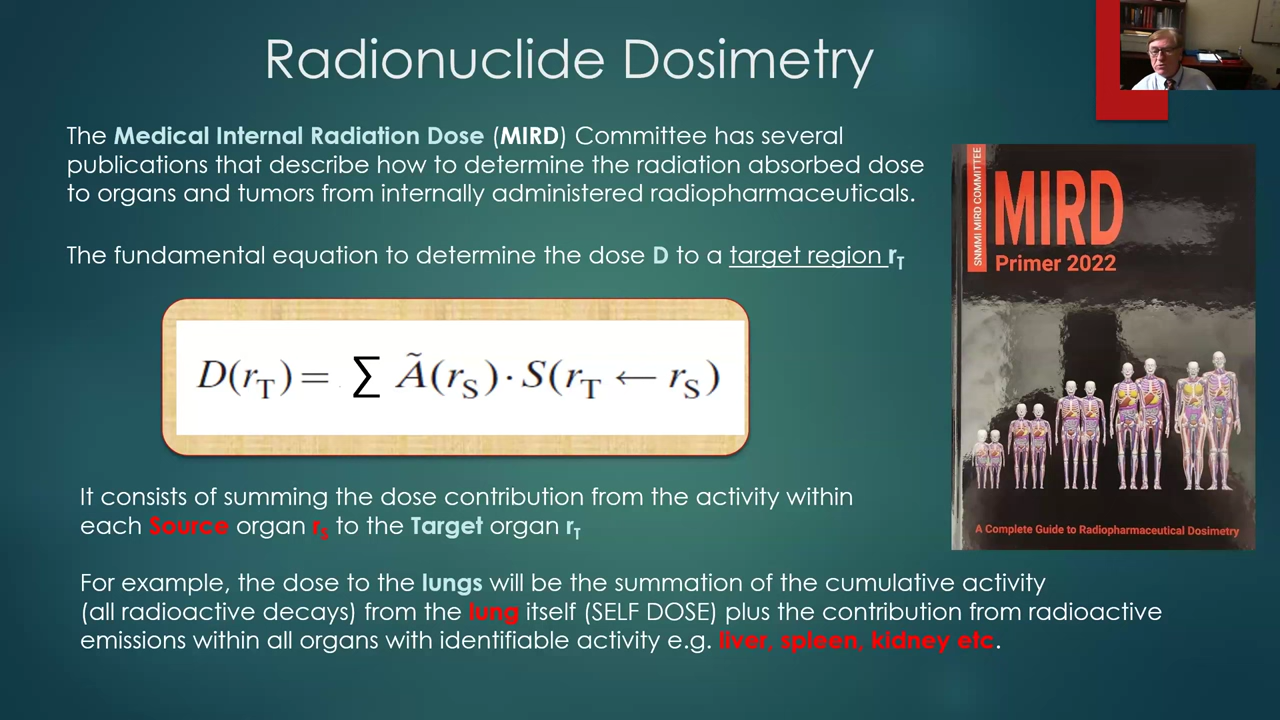 Radionuclide Dosimetry
The Medical Internal Radiation Dose (MIRD) Committee has several
publications that describe how to determine the radiation absorbed dose
to organs and tumors from internally administered radiopharmaceuticals.
The fundamental equation to determine the dose D to a target region rT
D(rT) = ∑ Ã(rS) · S(rT ← rS)
It consists of summing the dose contribution from the activity within
each Source organ rS to the Target organ rT
For example, the dose to the lungs will be the summation of the cumulative activity
(all radioactive decays) from the lung itself (SELF DOSE) plus the contribution from radioactive
emissions within all organs with identifiable activity e.g. liver, spleen, kidney etc.
SNMMI MIRD COMMITTEE
MIRD
Primer 2022
A Complete Guide to Radiopharmaceutical Dosimetry